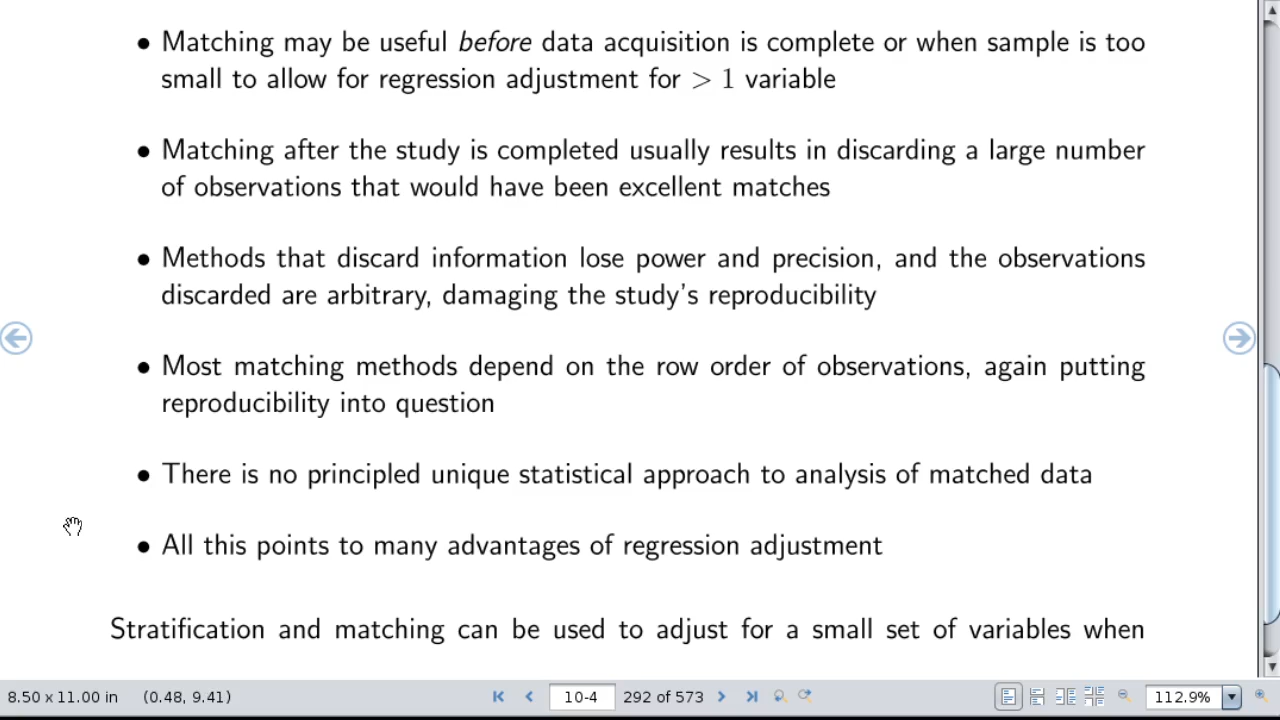 • Matching may be useful before data acquisition is complete or when sample is too
small to allow for regression adjustment for > 1 variable
• Matching after the study is completed usually results in discarding a large number
of observations that would have been excellent matches
• Methods that discard information lose power and precision, and the observations
discarded are arbitrary, damaging the study's reproducibility
• Most matching methods depend on the row order of observations, again putting
reproducibility into question
• There is no principled unique statistical approach to analysis of matched data
• All this points to many advantages of regression adjustment
Stratification and matching can be used to adjust for a small set of variables when
8.50 x 11.00 in (0.48, 9.41) 10-4 292 of 573 112.9%